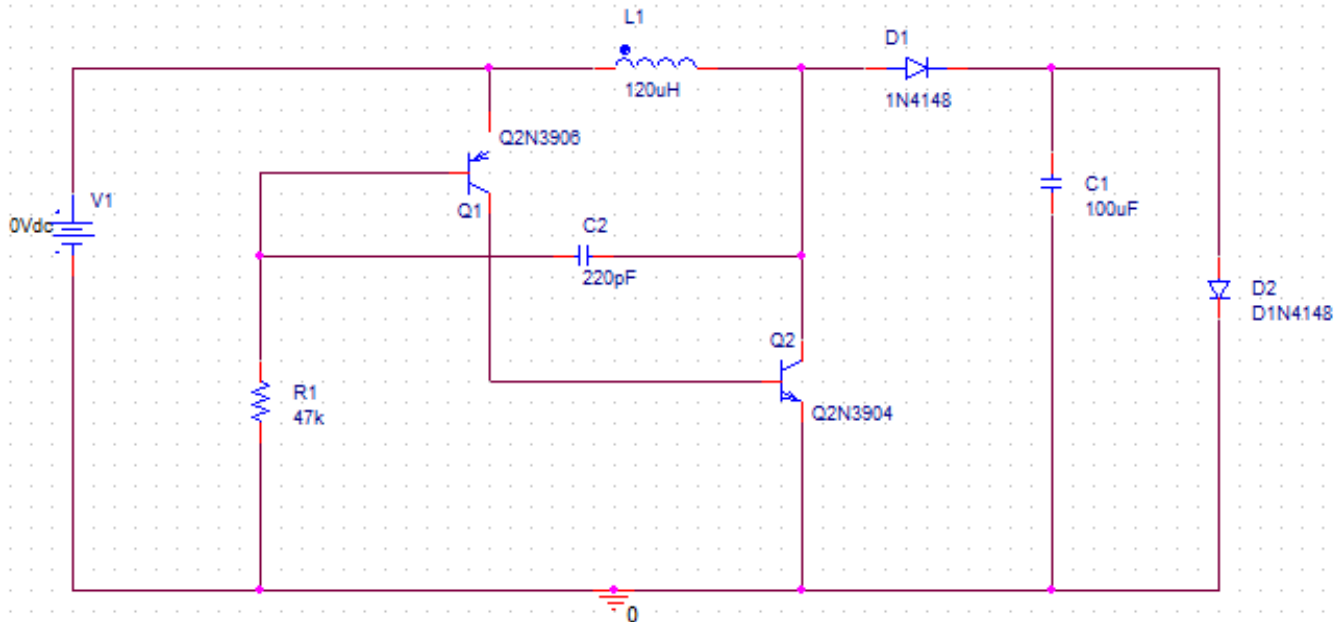 L1
120uH
D1
1N4148
Q2N3906
Q1
V1
0Vdc
C2
220pF
C1
100uF
D2
D1N4148
Q2
Q2N3904
R1
47k
0